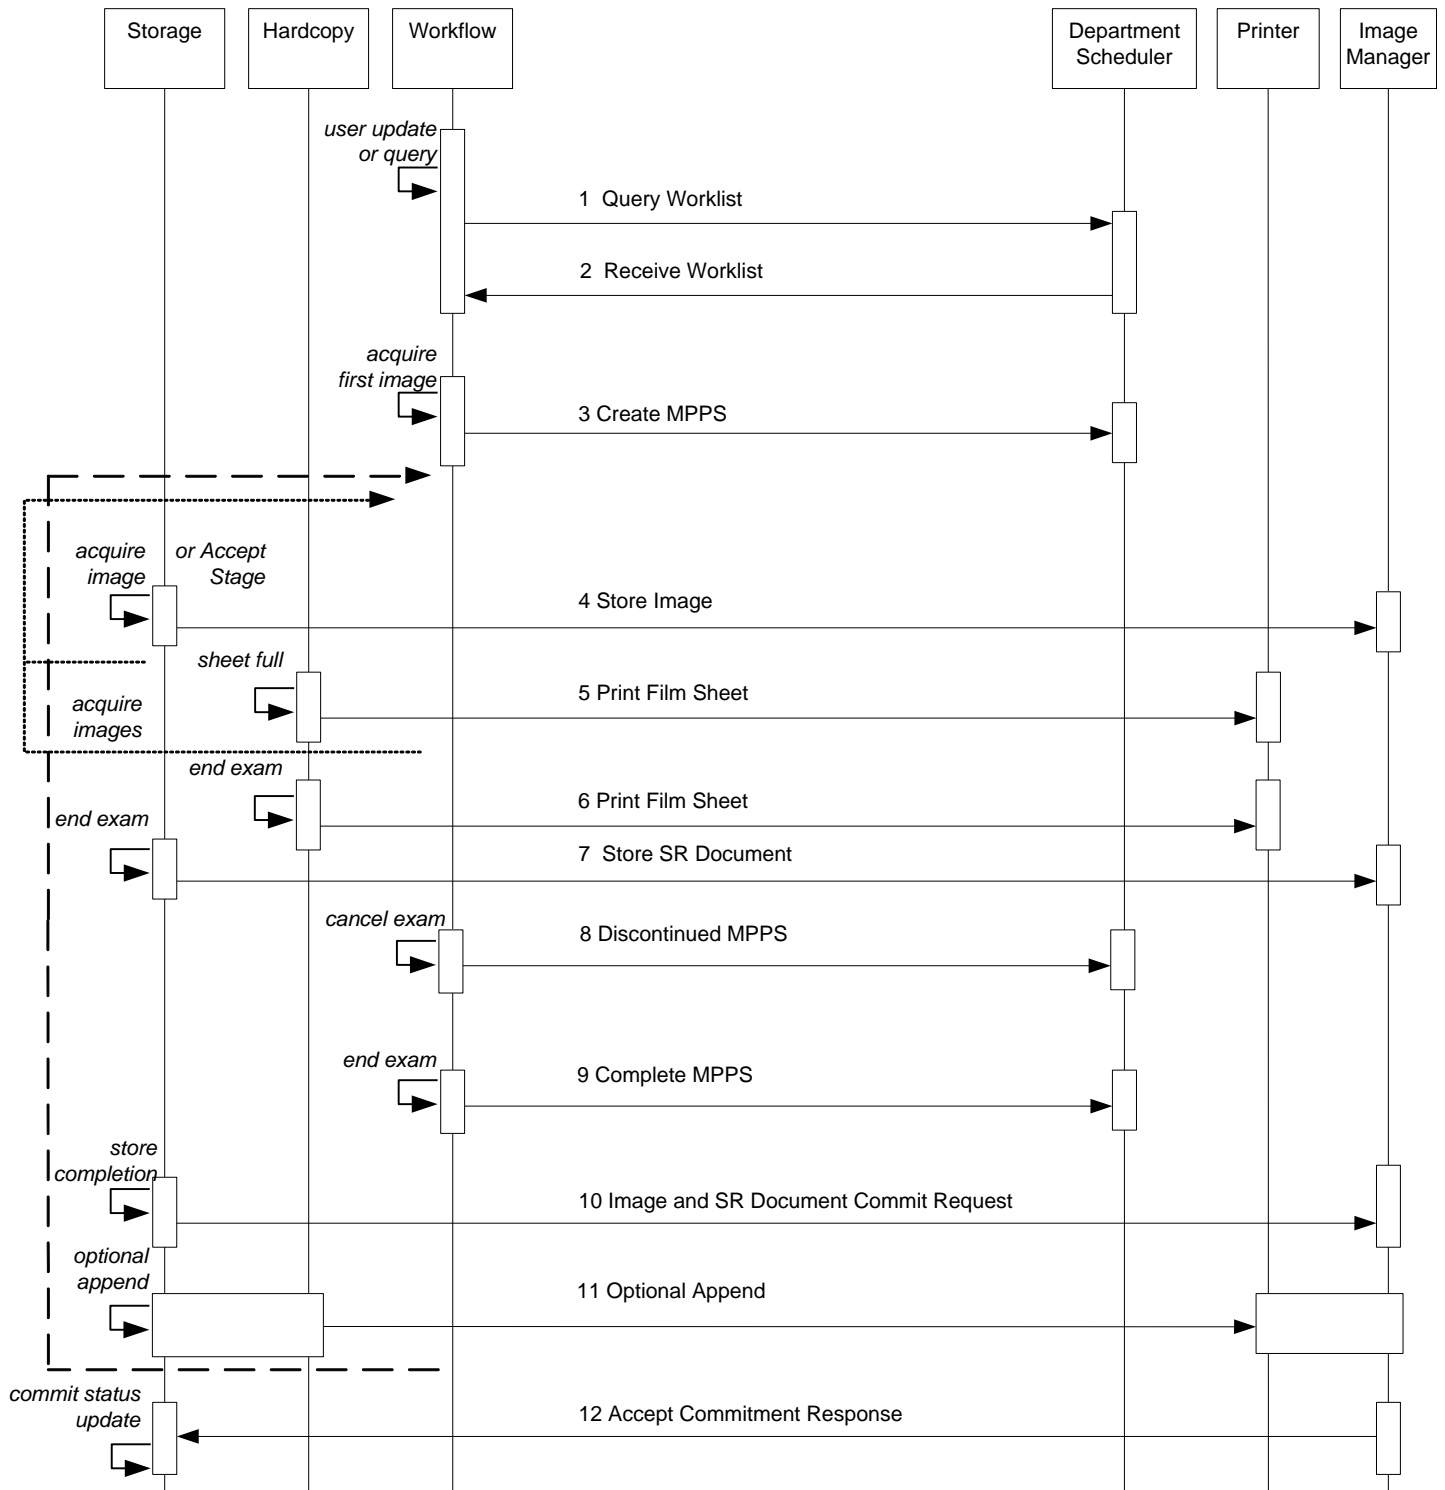 Storage
Hardcopy
Workflow
Department
Scheduler
Printer
Image
Manager
user update
or query
1 Query Worklist
2 Receive Worklist
acquire
first image
3 Create MPPS
acquire
image
or Accept
Stage
4 Store Image
sheet full
5 Print Film Sheet
acquire
images
end exam
6 Print Film Sheet
end exam
7 Store SR Document
cancel exam
8 Discontinued MPPS
end exam
9 Complete MPPS
store
completion
10 Image and SR Document Commit Request
optional
append
11 Optional Append
commit status
update
12 Accept Commitment Response